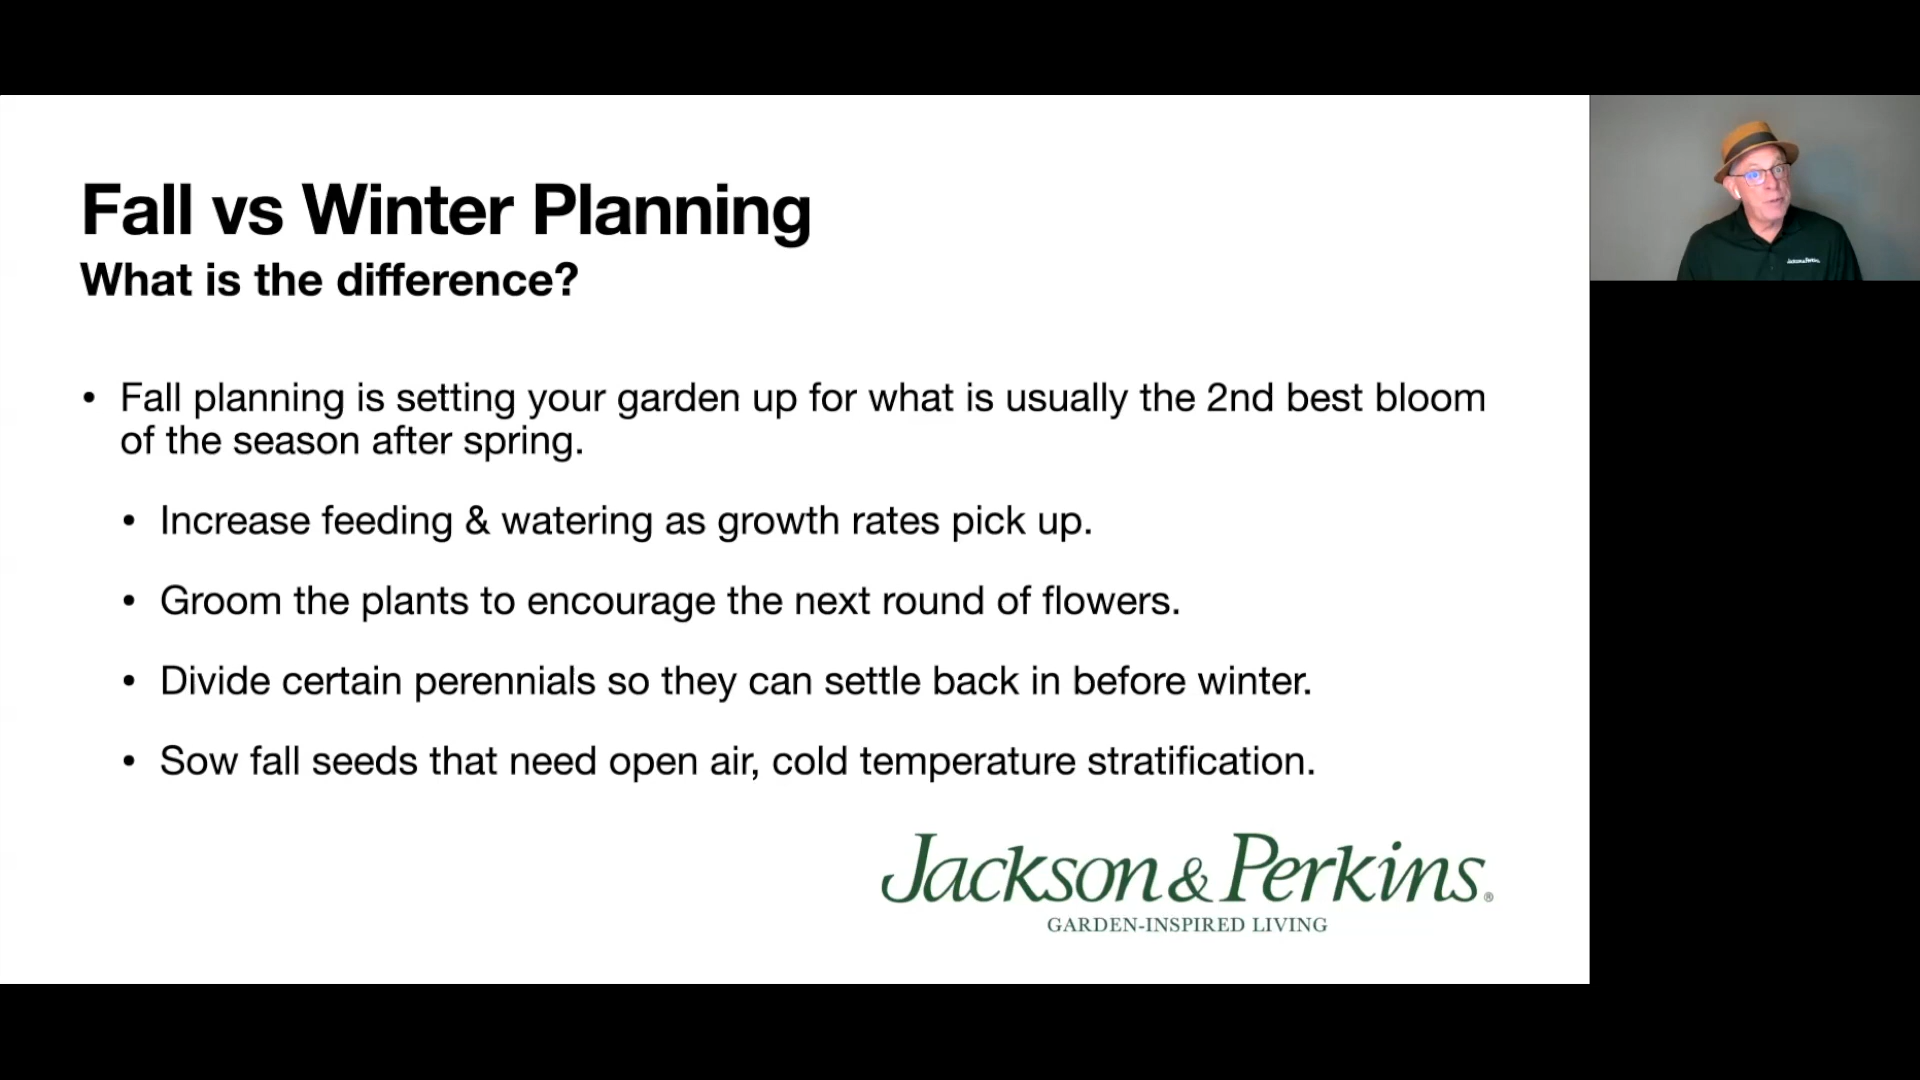 Fall vs Winter Planning
What is the difference?
• Fall planning is setting your garden up for what is usually the 2nd best bloom
of the season after spring.
• Increase feeding & watering as growth rates pick up.
• Groom the plants to encourage the next round of flowers.
• Divide certain perennials so they can settle back in before winter.
• Sow fall seeds that need open air, cold temperature stratification.
Jackson & Perkins®
GARDEN-INSPIRED LIVING
Jackson & Perkins